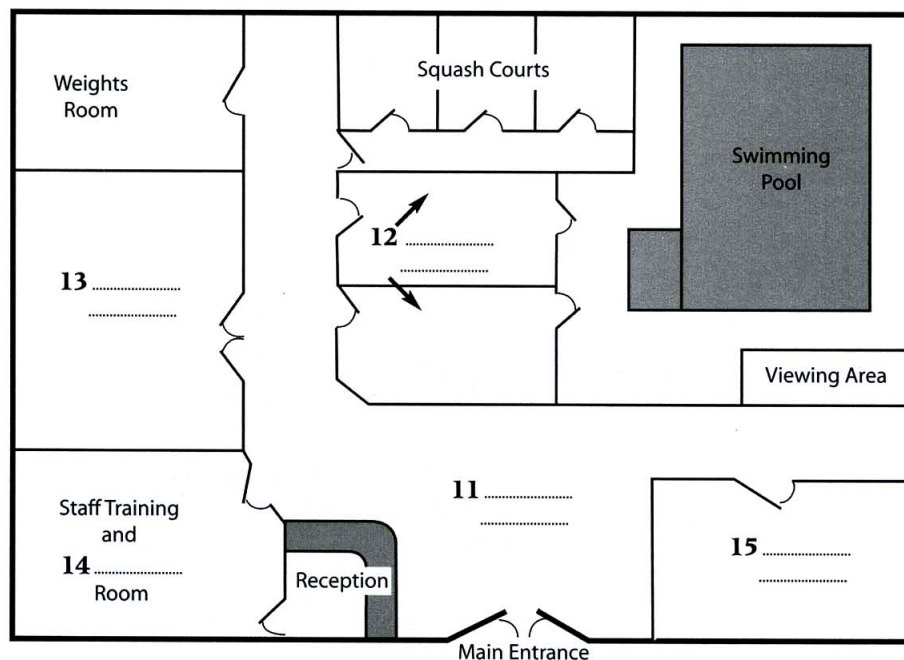 Weights
Room
Squash Courts
Swimming
Pool
12 ....................
....................
13 ....................
....................
Viewing Area
11 ....................
....................
Staff Training
and
14 ....................
Room
Reception
15 ....................
....................
Main Entrance